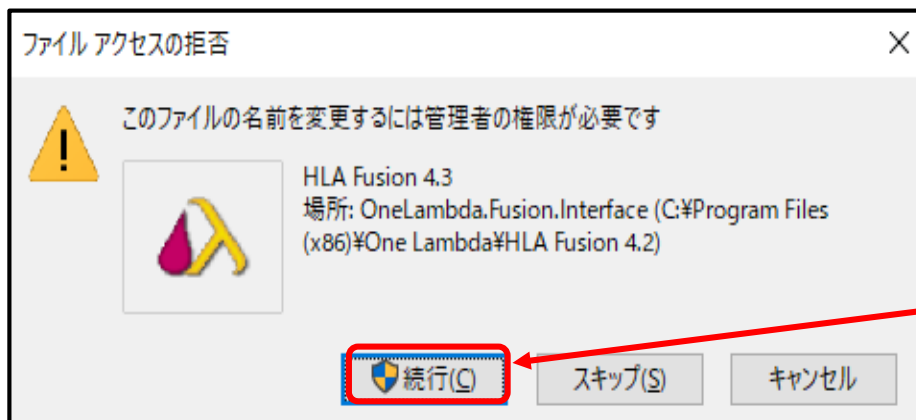 ファイル アクセスの拒否
このファイルの名前を変更するには管理者の権限が必要です
HLA Fusion 4.3
場所: OneLambda.Fusion.Interface (C:¥Program Files
(x86)¥One Lambda¥HLA Fusion 4.2)
続行(C)
スキップ(S)
キャンセル